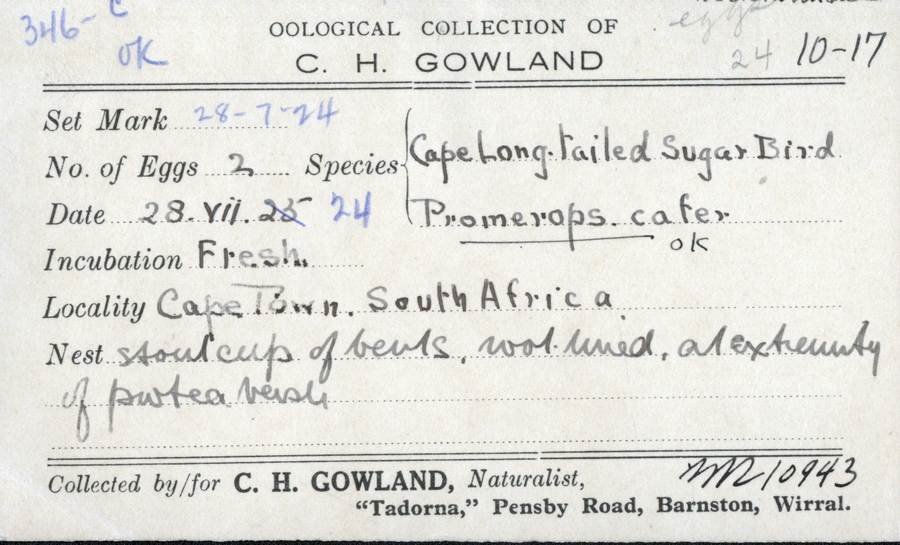 346-c
OK
eggs
24 10-17
OOLOGICAL COLLECTION OF
C. H. GOWLAND
Set Mark 28-7-24
No. of Eggs 2 Species Cape Long-tailed Sugar Bird
Date 28. VII. 25 24 Promerops. cafer
OK
Incubation Fresh.
Locality Cape Town. South Africa
Nest stout cup of bents, wool lined, at extremity
of protea bush
Collected by/for C. H. GOWLAND, Naturalist,
"Tadorna," Pensby Road, Barnston, Wirral.
10943